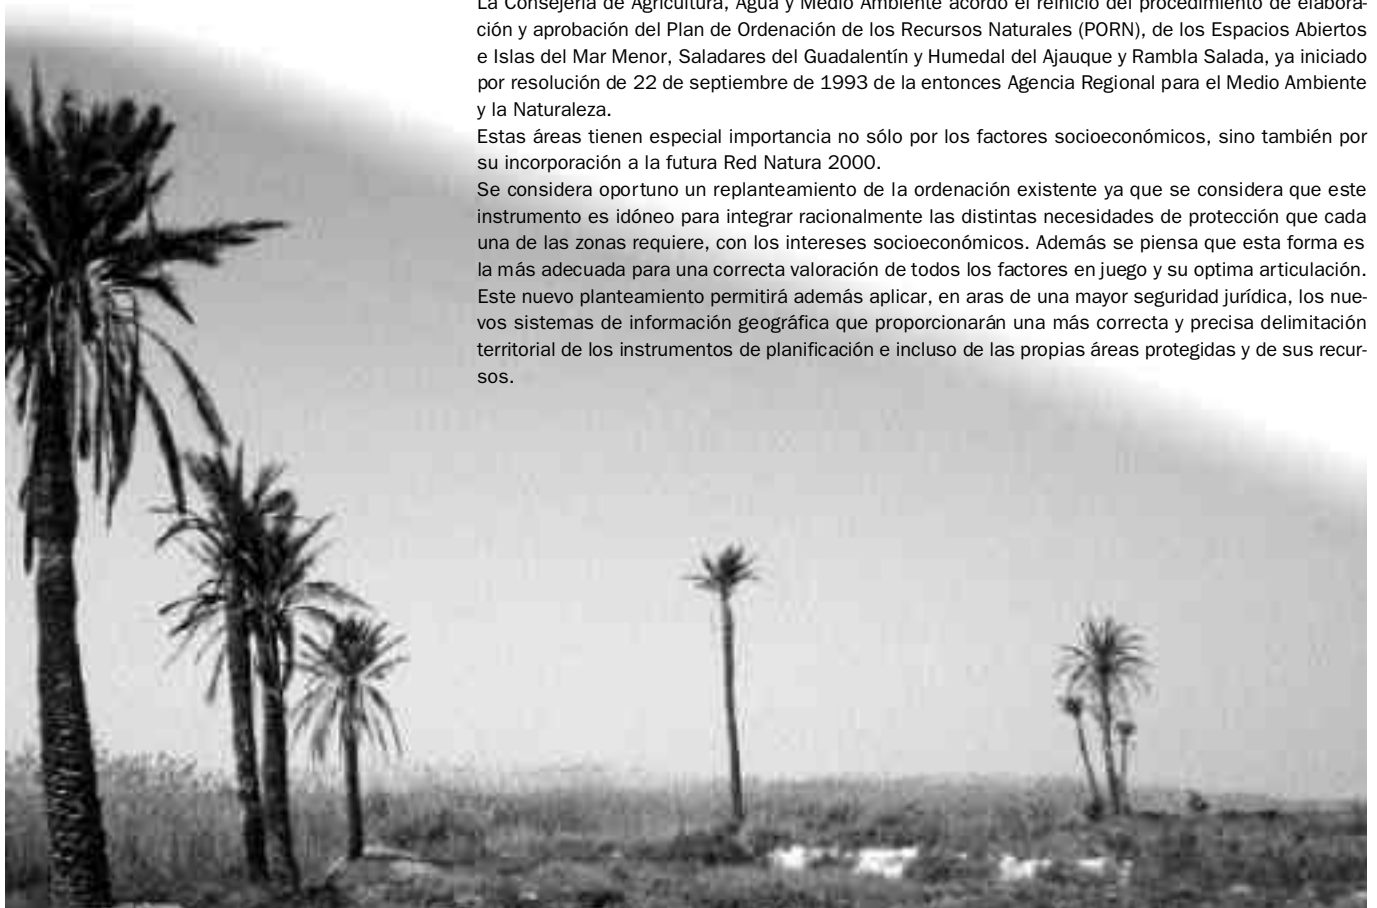 La Consejería de Agricultura, Agua y Medio Ambiente acordó el reinicio del procedimiento de elabora-
ción y aprobación del Plan de Ordenación de los Recursos Naturales (PORN), de los Espacios Abiertos
e Islas del Mar Menor, Saladares del Guadalentín y Humedal del Ajauque y Rambla Salada, ya iniciado
por resolución de 22 de septiembre de 1993 de la entonces Agencia Regional para el Medio Ambiente
y la Naturaleza.
Estas áreas tienen especial importancia no sólo por los factores socioeconómicos, sino también por
su incorporación a la futura Red Natura 2000.
Se considera oportuno un replanteamiento de la ordenación existente ya que se considera que este
instrumento es idóneo para integrar racionalmente las distintas necesidades de protección que cada
una de las zonas requiere, con los intereses socioeconómicos. Además se piensa que esta forma es
la más adecuada para una correcta valoración de todos los factores en juego y su optima articulación.
Este nuevo planteamiento permitirá además aplicar, en aras de una mayor seguridad jurídica, los nue-
vos sistemas de información geográfica que proporcionarán una más correcta y precisa delimitación
territorial de los instrumentos de planificación e incluso de las propias áreas protegidas y de sus recur-
sos.